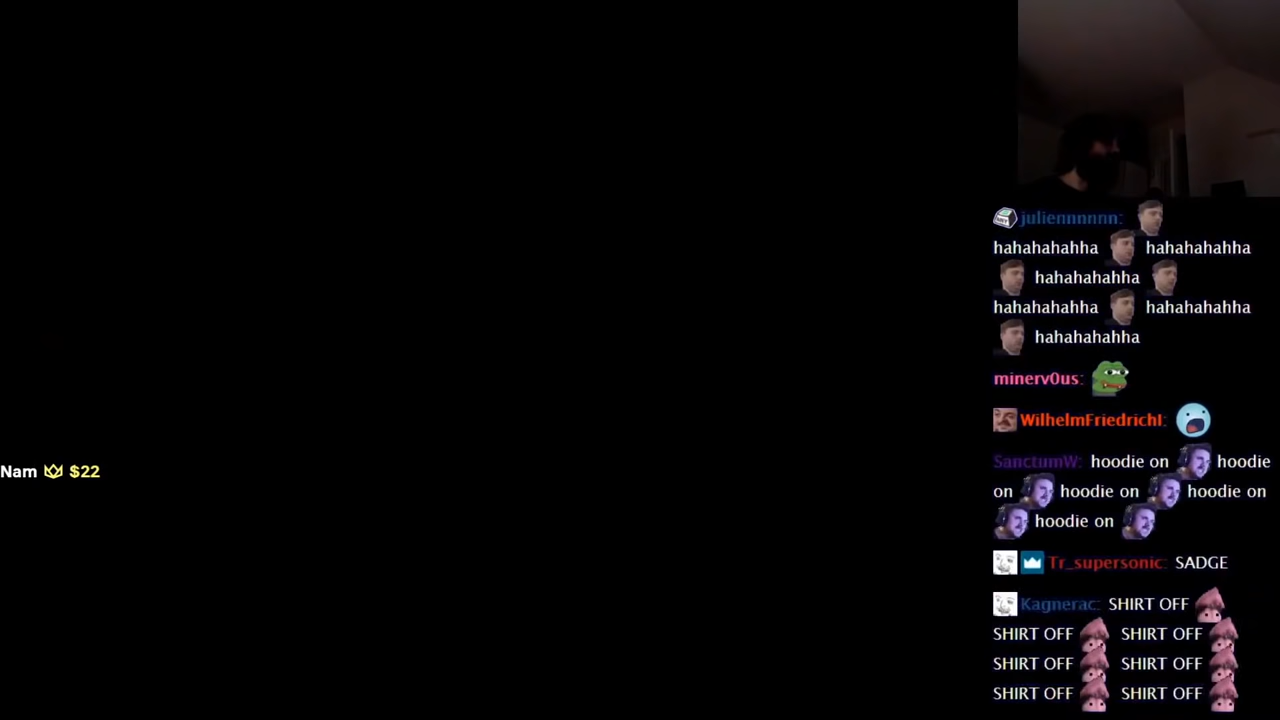 Nam $22
juliennnnnn:
hahahahahha hahahahahha
hahahahahha
hahahahahha hahahahahha
hahahahahha
minerv0us:
WilhelmFriedrichI:
SanctumW: hoodie on hoodie
on hoodie on hoodie on
hoodie on
Tr_supersonic: SADGE
Kagnerac: SHIRT OFF
SHIRT OFF SHIRT OFF
SHIRT OFF SHIRT OFF
SHIRT OFF SHIRT OFF